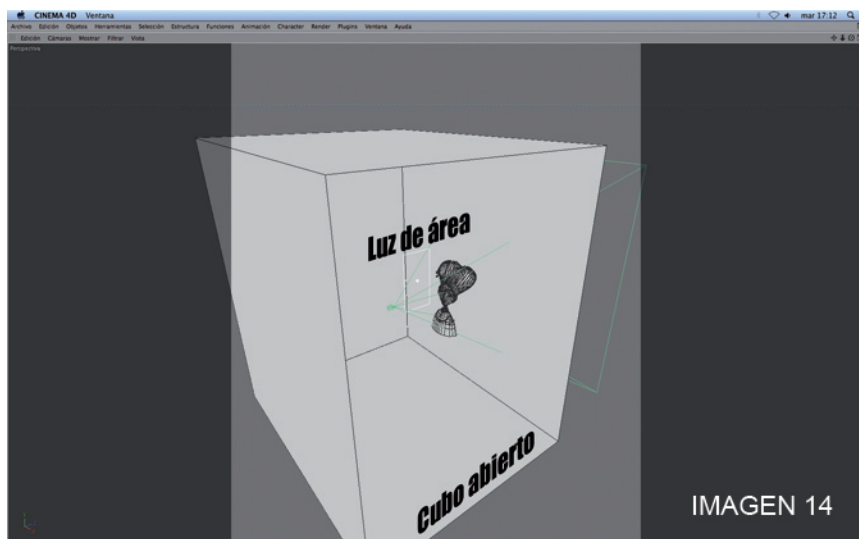 CINEMA 4D Ventana mar 17:12
Archivo Edición Objetos Herramientas Selección Estructura Funciones Animación Character Render Plugins Ventana Ayuda
Edición Cámaras Mostrar Filtrar Vista
Perspectiva
Luz de área
Cubo abierto
IMAGEN 14